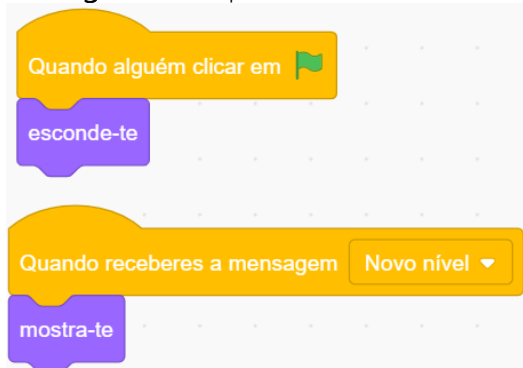 Quando alguém clicar em
esconde-te
Quando receberes a mensagem Novo nível
mostra-te